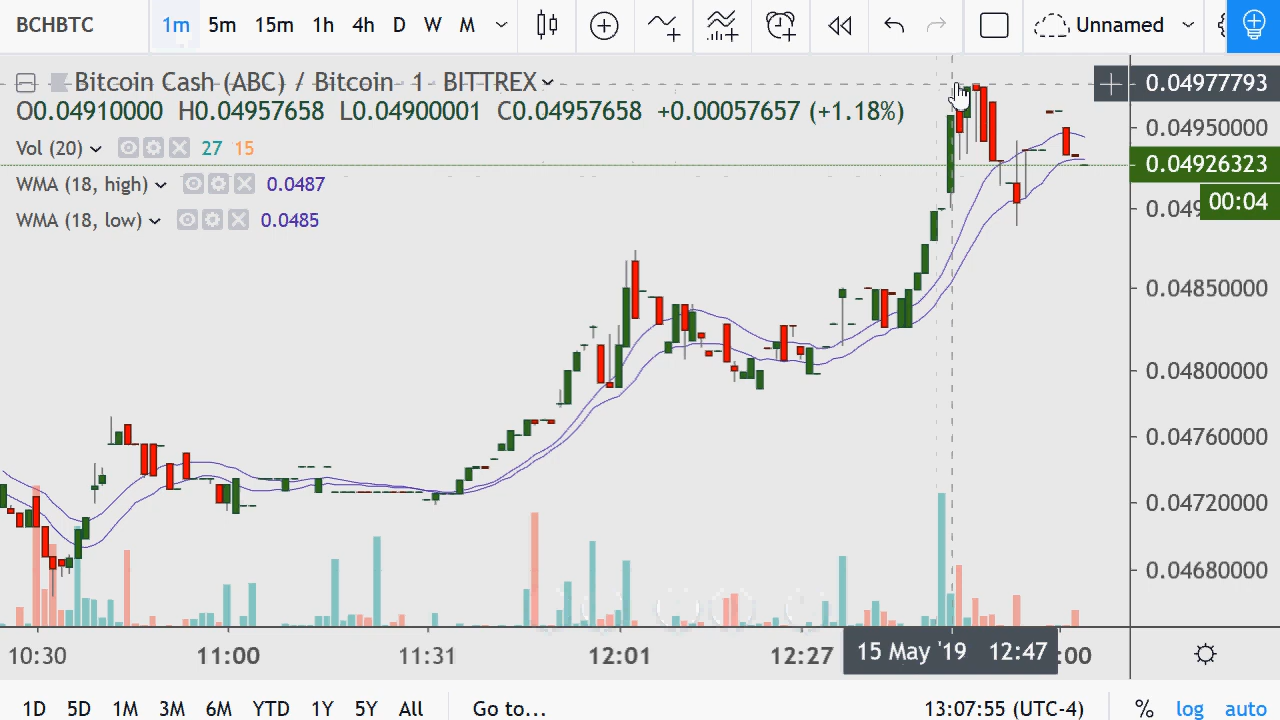 BCHBTC 1m 5m 15m 1h 4h D W M Unnamed
Bitcoin Cash (ABC) / Bitcoin 1 BITTREX
O0.04910000 H0.04957658 L0.04900001 C0.04957658 +0.00057657 (+1.18%)
Vol (20) 27 15
WMA (18, high) 0.0487
WMA (18, low) 0.0485
0.04977793
0.04950000
0.04926323
00:04
0.04850000
0.04800000
0.04760000
0.04720000
0.04680000
10:30 11:00 11:31 12:01 12:27 15 May '19 12:47 :00
1D 5D 1M 3M 6M YTD 1Y 5Y All Go to... 13:07:55 (UTC-4) % log auto